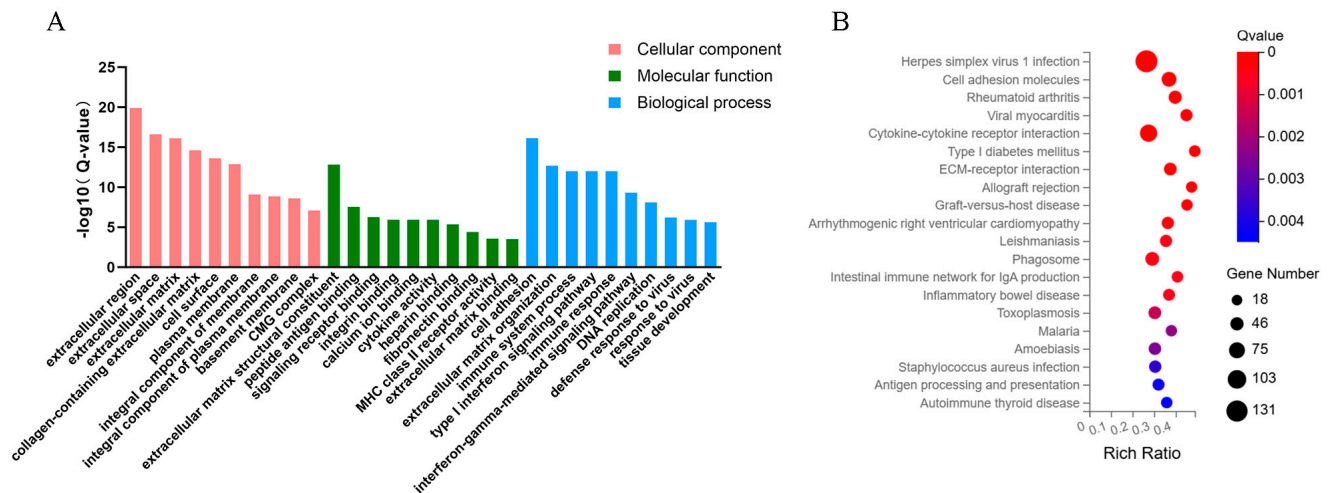 A
Cellular component
Molecular function
Biological process
-log10( Q-value)
25
20
15
10
5
0
extracellular region
extracellular space
extracellular matrix
collagen-containing extracellular matrix
cell surface
plasma membrane
integral component of membrane
integral component of plasma membrane
basement membrane
CMG complex
extracellular matrix structural constituent
peptide antigen binding
signaling receptor binding
integrin binding
calcium ion binding
cytokine activity
heparin binding
fibronectin binding
MHC class II receptor activity
extracellular matrix binding
cell adhesion
extracellular matrix organization
immune system process
type I interferon signaling pathway
immune response
interferon-gamma-mediated signaling pathway
DNA replication
defense response to virus
response to virus
tissue development
B
Herpes simplex virus 1 infection
Cell adhesion molecules
Rheumatoid arthritis
Viral myocarditis
Cytokine-cytokine receptor interaction
Type I diabetes mellitus
ECM-receptor interaction
Allograft rejection
Graft-versus-host disease
Arrhythmogenic right ventricular cardiomyopathy
Leishmaniasis
Phagosome
Intestinal immune network for IgA production
Inflammatory bowel disease
Toxoplasmosis
Malaria
Amoebiasis
Staphylococcus aureus infection
Antigen processing and presentation
Autoimmune thyroid disease
0 0.1 0.2 0.3 0.4
Rich Ratio
Qvalue
0
0.001
0.002
0.003
0.004
Gene Number
18
46
75
103
131